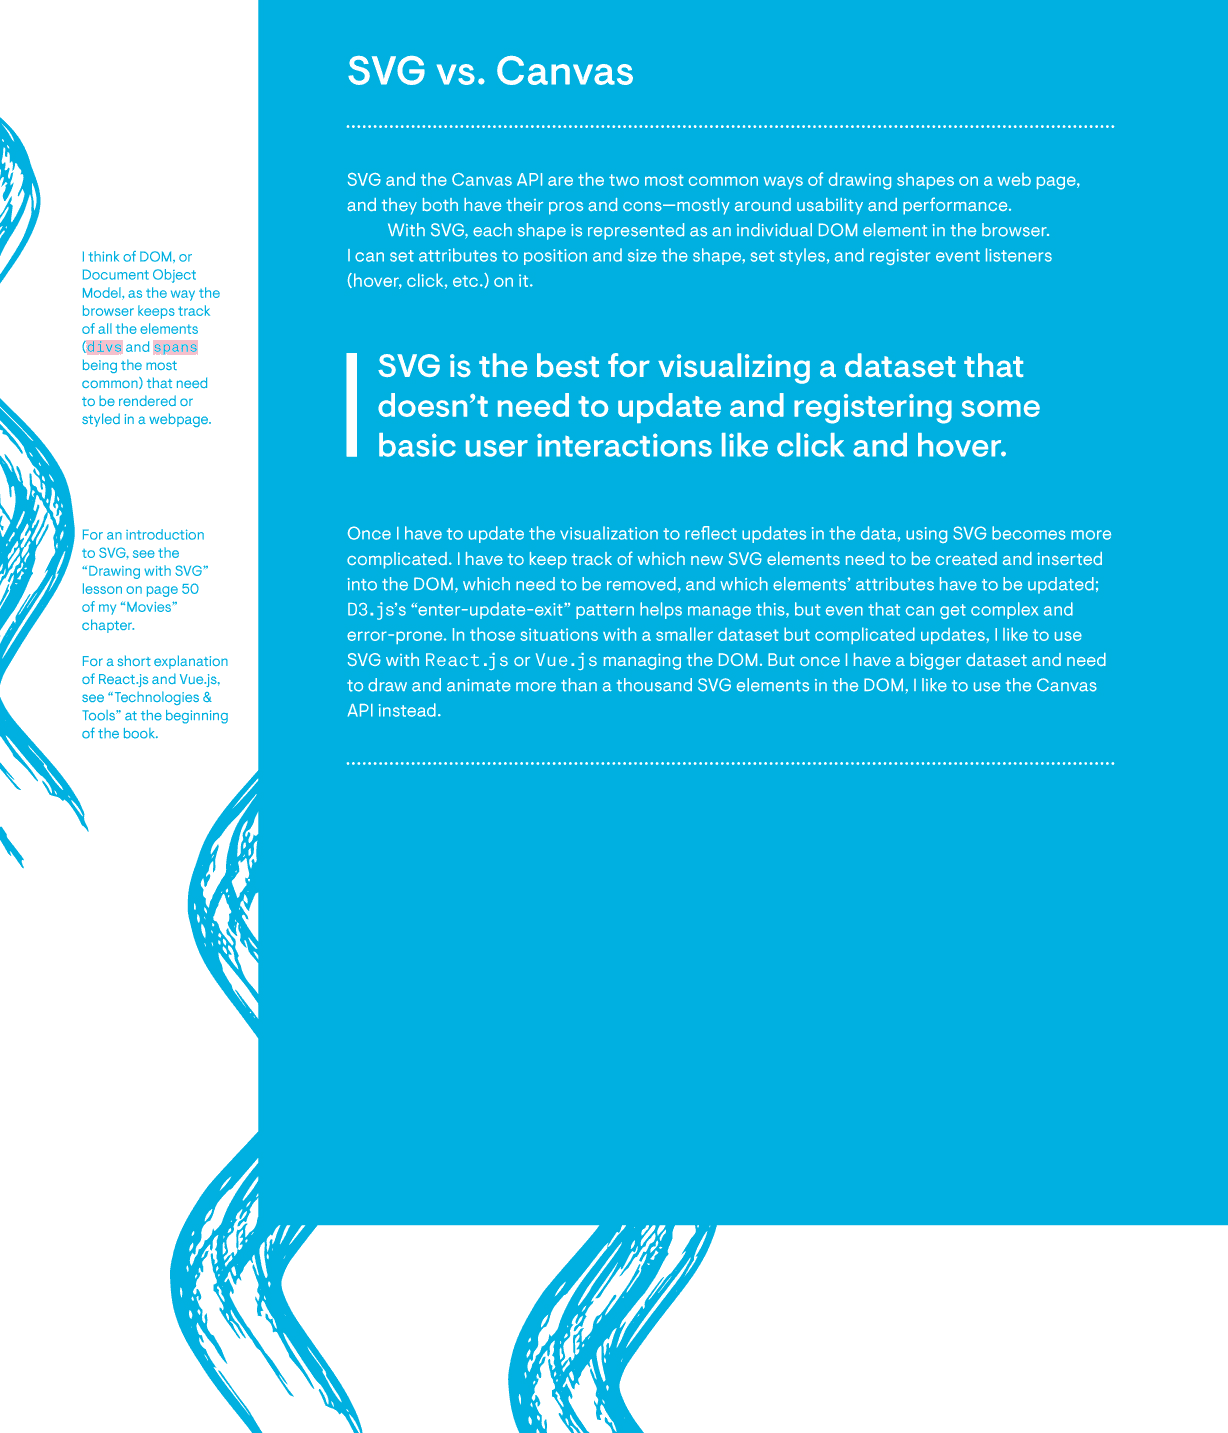 SVG vs. Canvas
SVG and the Canvas API are the two most common ways of drawing shapes on a web page,
and they both have their pros and cons—mostly around usability and performance.
With SVG, each shape is represented as an individual DOM element in the browser.
I can set attributes to position and size the shape, set styles, and register event listeners
(hover, click, etc.) on it.
SVG is the best for visualizing a dataset that
doesn’t need to update and registering some
basic user interactions like click and hover.
Once I have to update the visualization to reflect updates in the data, using SVG becomes more
complicated. I have to keep track of which new SVG elements need to be created and inserted
into the DOM, which need to be removed, and which elements’ attributes have to be updated;
D3.js’s “enter-update-exit” pattern helps manage this, but even that can get complex and
error-prone. In those situations with a smaller dataset but complicated updates, I like to use
SVG with React.js or Vue.js managing the DOM. But once I have a bigger dataset and need
to draw and animate more than a thousand SVG elements in the DOM, I like to use the Canvas
API instead.
I think of DOM, or
Document Object
Model, as the way the
browser keeps track
of all the elements
(divs and spans
being the most
common) that need
to be rendered or
styled in a webpage.
For an introduction
to SVG, see the
“Drawing with SVG”
lesson on page 50
of my “Movies”
chapter.
For a short explanation
of React.js and Vue.js,
see “Technologies &
Tools” at the beginning
of the book.